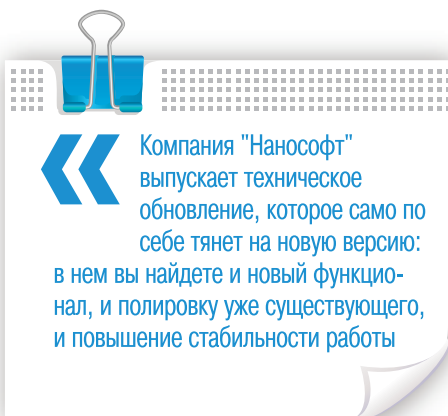 Компания "Нанософт"
выпускает техническое
обновление, которое само по
себе тянет на новую версию:
в нем вы найдете и новый функцио-
нал, и полировку уже существующего,
и повышение стабильности работы